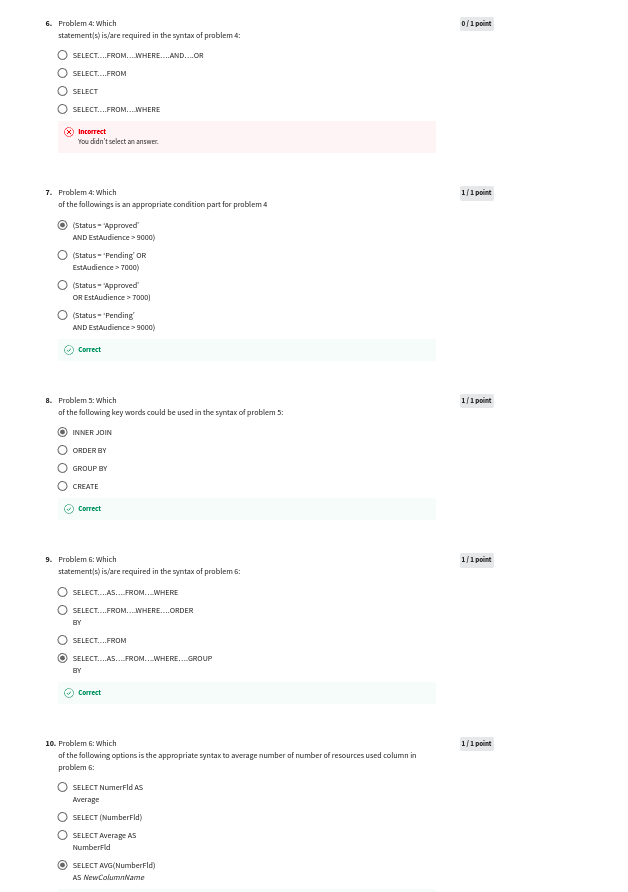 6. Problem 4: Which
0 / 1 point
statement(s) is/are required in the syntax of problem 4:
SELECT….FROM….WHERE….AND….OR
SELECT….FROM
SELECT
SELECT….FROM….WHERE
Incorrect
You didn't select an answer.
7. Problem 4: Which
1 / 1 point
of the followings is an appropriate condition part for problem 4
(Status = 'Approved'
AND EstAudience > 9000)
(Status = 'Pending' OR
EstAudience > 7000)
(Status = 'Approved'
OR EstAudience > 7000)
(Status = 'Pending'
AND EstAudience > 9000)
Correct
8. Problem 5: Which
1 / 1 point
of the following key words could be used in the syntax of problem 5:
INNER JOIN
ORDER BY
GROUP BY
CREATE
Correct
9. Problem 6: Which
1 / 1 point
statement(s) is/are required in the syntax of problem 6:
SELECT….AS….FROM….WHERE
SELECT….FROM….WHERE….ORDER
BY
SELECT….FROM
SELECT….AS….FROM….WHERE….GROUP
BY
Correct
10. Problem 6: Which
1 / 1 point
of the following options is the appropriate syntax to average number of number of resources used column in
problem 6:
SELECT NumerFld AS
Average
SELECT (NumberFld)
SELECT Average AS
NumberFld
SELECT AVG(NumberFld)
AS NewColumnName